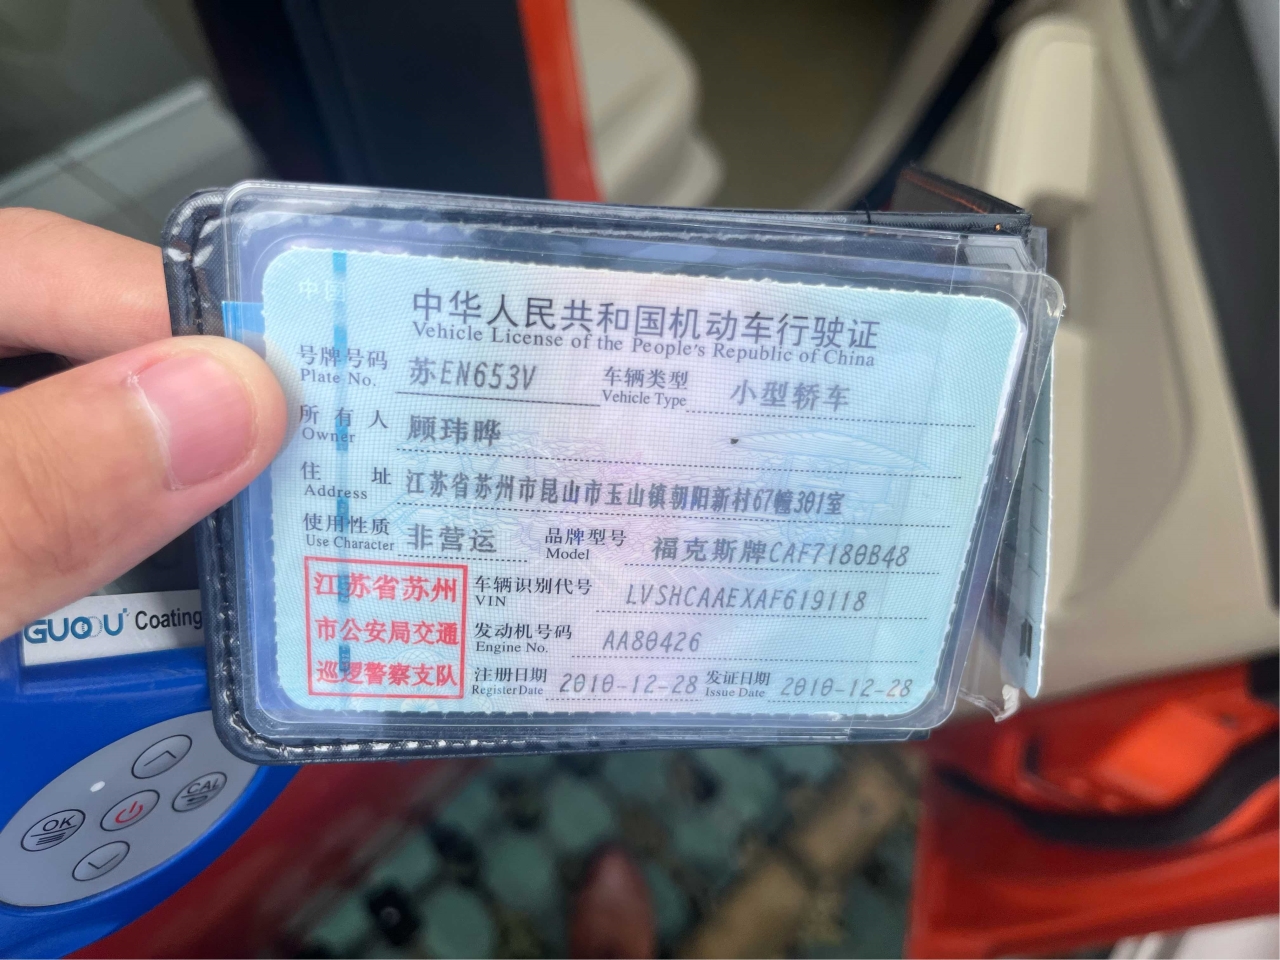 中华人民共和国机动车行驶证
Vehicle License of the People's Republic of China
号牌号码 苏EN653V 车辆类型 小型轿车
Plate No. Vehicle Type
所有人 顾玮晔
Owner
住址 江苏省苏州市昆山市玉山镇朝阳新村67幢301室
Address
使用性质 非营运 品牌型号 福克斯牌CAF7180B48
Use Character Model
江苏省苏州
市公安局交通
巡逻警察支队
车辆识别代号 LVSHCAAEXAF619118
VIN
发动机号码 AA80426
Engine No.
注册日期 2010-12-28 发证日期 2010-12-28
Register Date Issue Date
GUOOU Coating
OK
CAL